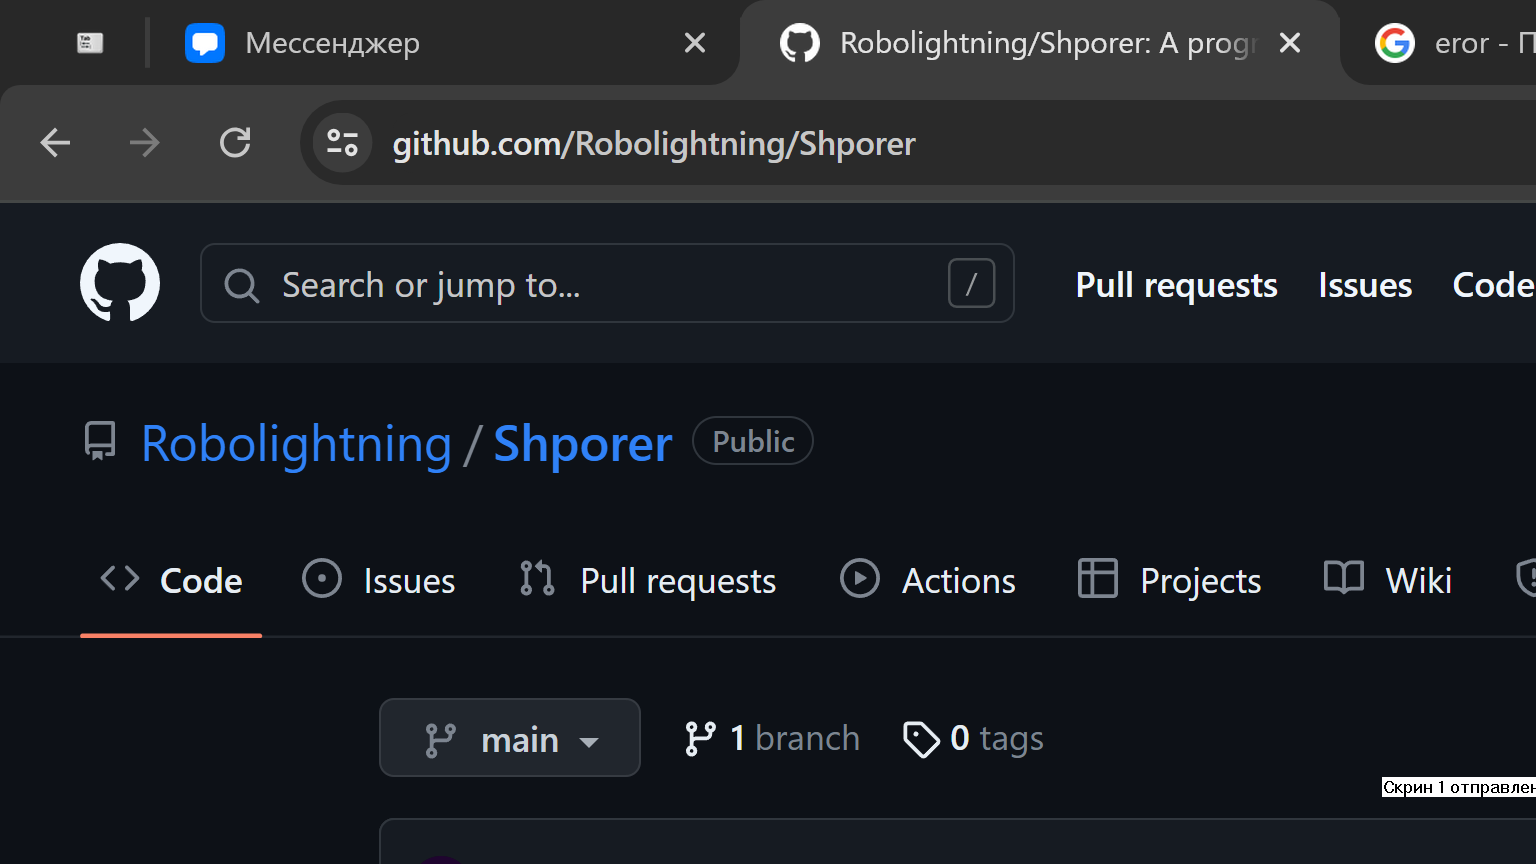 Мессенджер
Robolightning/Shporer: A progr
eror - П
github.com/Robolightning/Shporer
Search or jump to...
/
Pull requests
Issues
Code
Robolightning / Shporer
Public
Code
Issues
Pull requests
Actions
Projects
Wiki
main
1 branch
0 tags
Скрин 1 отправлен